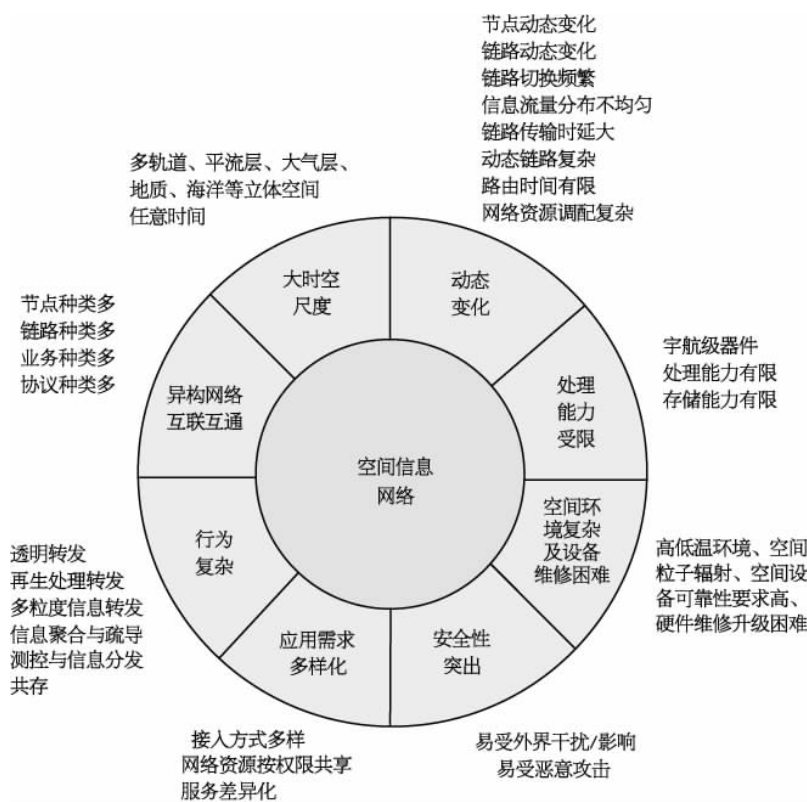 节点动态变化
链路动态变化
链路切换频繁
信息流量分布不均匀
链路传输时延大
动态链路复杂
路由时间有限
网络资源调配复杂
多轨道、平流层、大气层、
地质、海洋等立体空间
任意时间
大时空
尺度
动态
变化
节点种类多
链路种类多
业务种类多
协议种类多
异构网络
互联互通
处理
能力
受限
宇航级器件
处理能力有限
存储能力有限
空间信息
网络
行为
复杂
空间环
境复杂
及设备
维修困难
透明转发
再生处理转发
多粒度信息转发
信息聚合与疏导
测控与信息分发
共存
高低温环境、空间
粒子辐射、空间设
备可靠性要求高、
硬件维修升级困难
应用需求
多样化
安全性
突出
接入方式多样
网络资源按权限共享
服务差异化
易受外界干扰/影响
易受恶意攻击